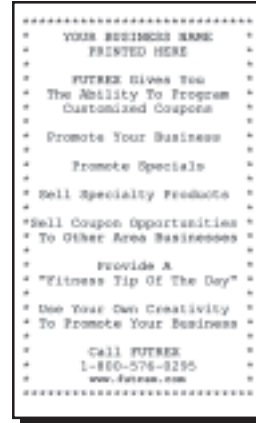 YOUR BUSINESS NAME
PRINTED HERE
FUTREX Gives You
The Ability To Program
Customized Coupons
Promote Your Business
Promote Specials
Sell Specialty Products
Sell Coupon Opportunities
To Other Area Businesses
Provide A
"Fitness Tip Of The Day"
Use Your Own Creativity
To Promote Your Business
Call FUTREX
1-800-576-0295
www.futrex.com